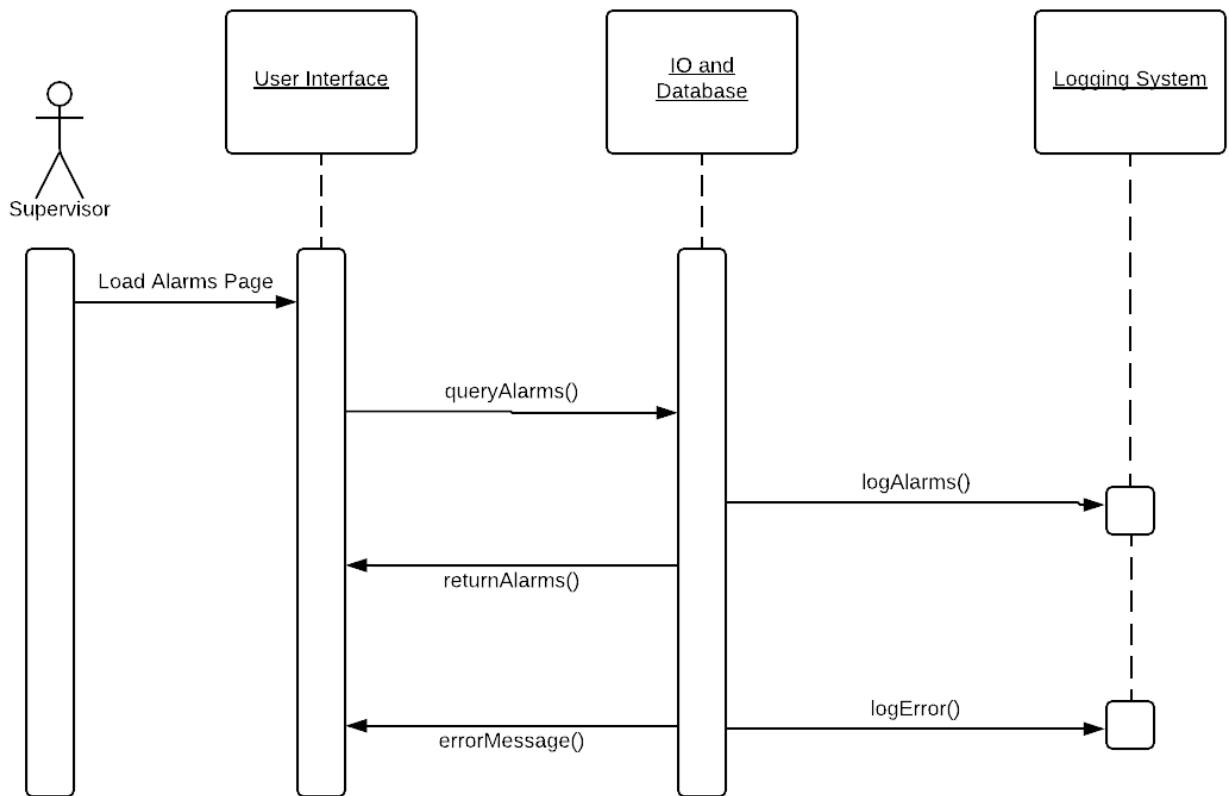 User Interface
IO and
Database
Logging System
Supervisor
Load Alarms Page
queryAlarms()
logAlarms()
returnAlarms()
logError()
errorMessage()